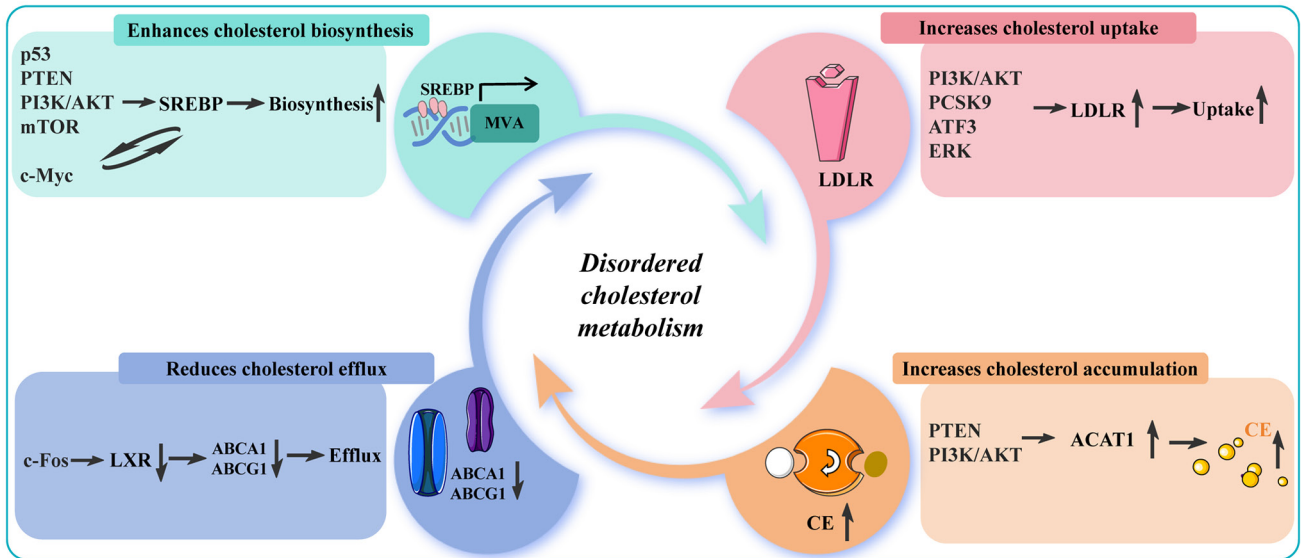 Enhances cholesterol biosynthesis
p53
PTEN
PI3K/AKT
mTOR
c-Myc
SREBP
Biosynthesis
SREBP
MVA
Increases cholesterol uptake
LDLR
PI3K/AKT
PCSK9
ATF3
ERK
LDLR
Uptake
Disordered
cholesterol
metabolism
Reduces cholesterol efflux
c-Fos
LXR
ABCA1
ABCG1
Efflux
ABCA1
ABCG1
Increases cholesterol accumulation
CE
PTEN
PI3K/AKT
ACAT1
CE